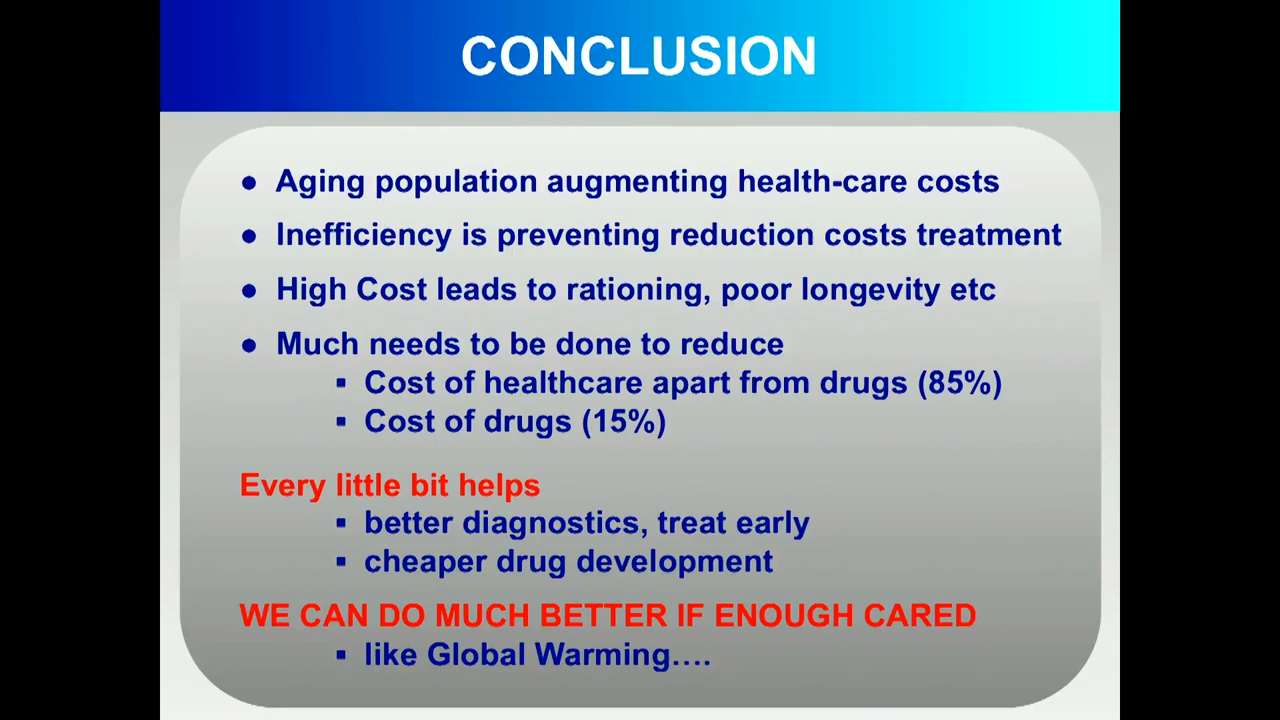 CONCLUSION
● Aging population augmenting health-care costs
● Inefficiency is preventing reduction costs treatment
● High Cost leads to rationing, poor longevity etc
● Much needs to be done to reduce
▪ Cost of healthcare apart from drugs (85%)
▪ Cost of drugs (15%)
Every little bit helps
▪ better diagnostics, treat early
▪ cheaper drug development
WE CAN DO MUCH BETTER IF ENOUGH CARED
▪ like Global Warming….